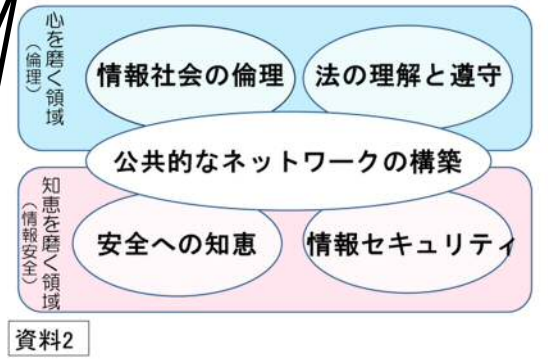 心を磨く領域
（倫理）
情報社会の倫理
法の理解と遵守
公共的なネットワークの構築
知恵を磨く領域
（情報安全）
安全への知恵
情報セキュリティ
資料2